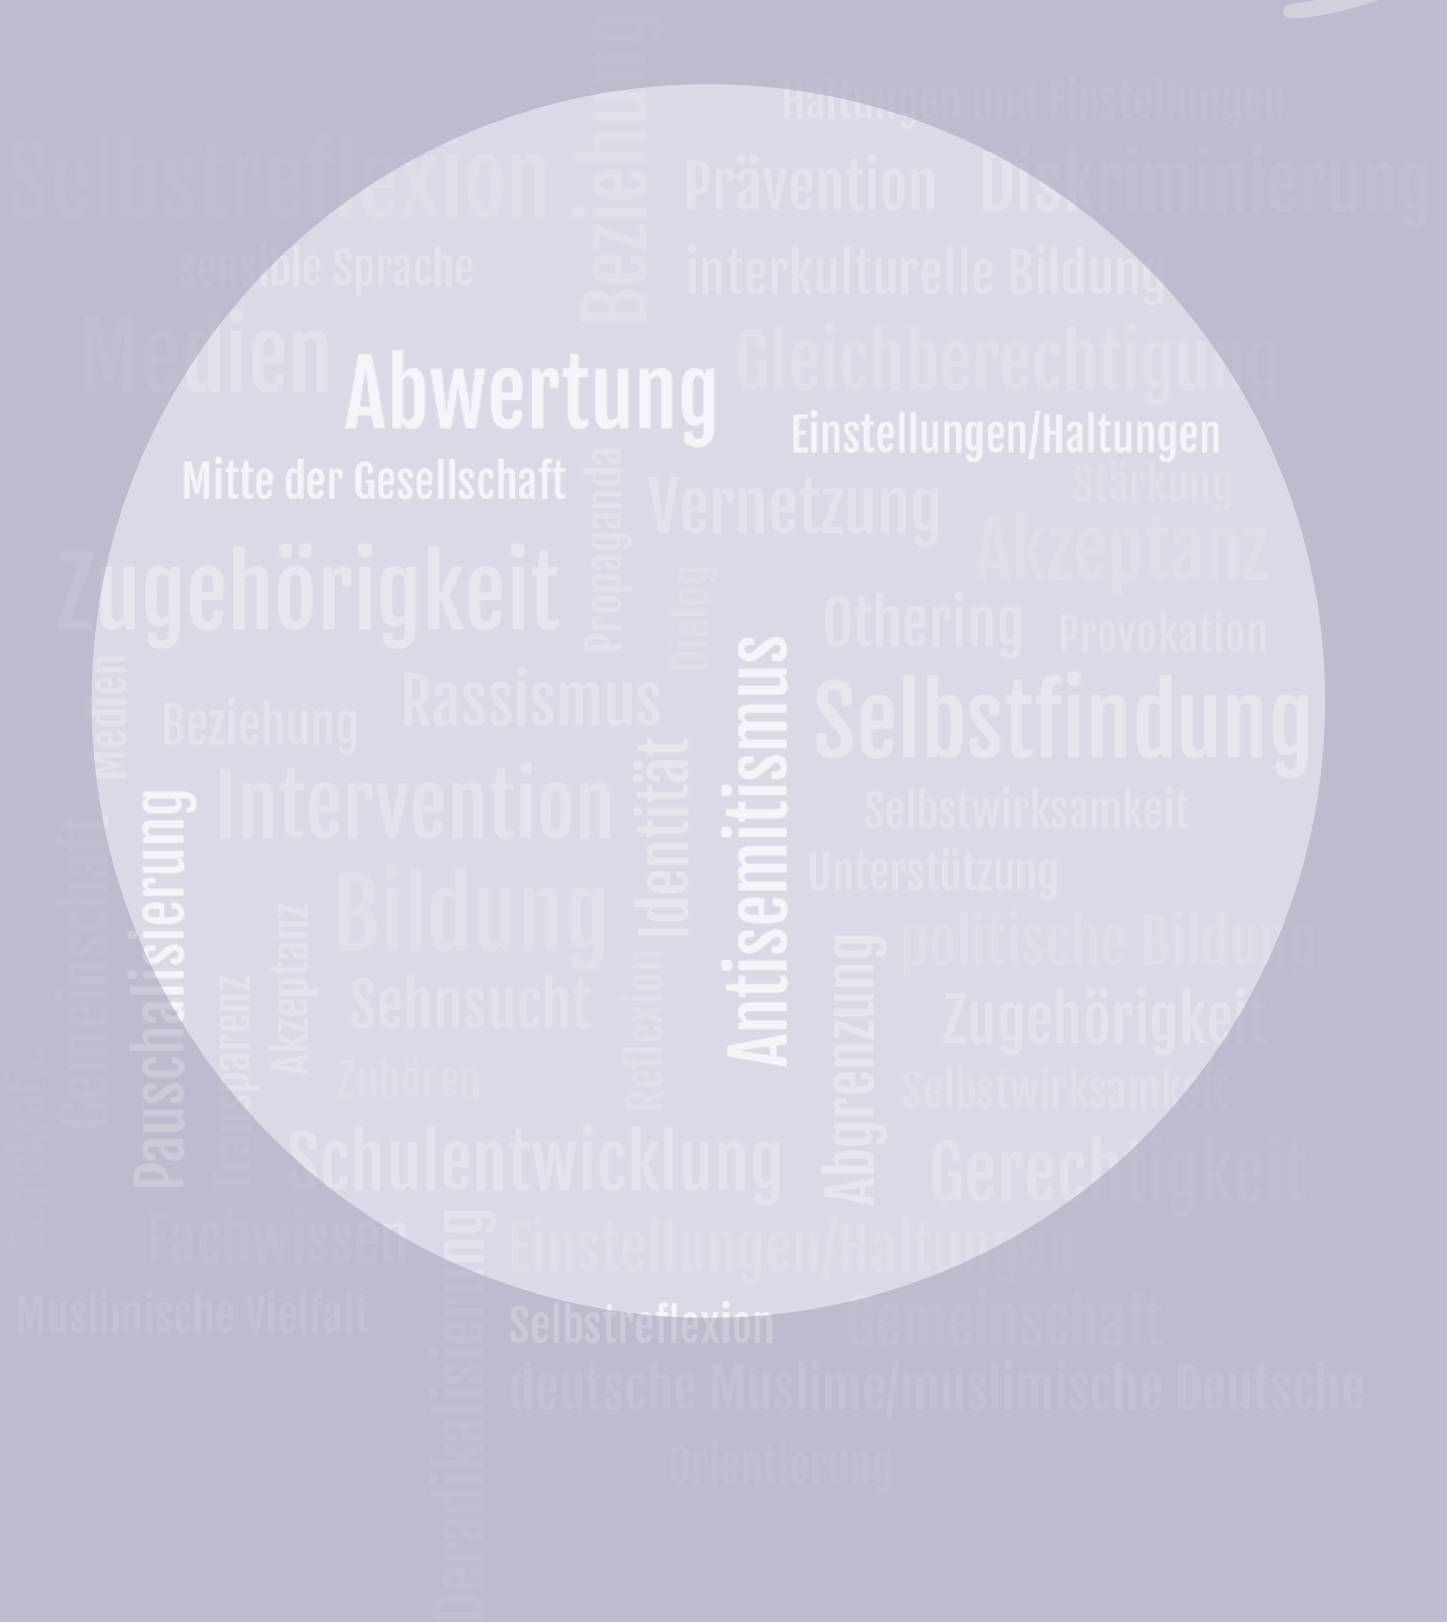 Beziehung
Haltungen und Einstellungen
Selbstreflexion
Prävention
Diskriminierung
sensible Sprache
interkulturelle Bildung
Medien
Abwertung
Gleichberechtigung
Einstellungen/Haltungen
Mitte der Gesellschaft
Propaganda
Vernetzung
Stärkung
Akzeptanz
Zugehörigkeit
Dialog
Othering
Provokation
Medien
Beziehung
Rassismus
Antisemitismus
Selbstfindung
Intervention
Identität
Selbstwirksamkeit
Pauschalisierung
Gemeinschaft
Bildung
Unterstützung
Akzeptanz
politische Bildung
Transparenz
Sehnsucht
Reflexion
Abgrenzung
Zugehörigkeit
Demokratie
Zuhören
Selbstwirksamkeit
Schulentwicklung
Gerechtigkeit
Fachwissen
Deradikalisierung
Einstellungen/Haltungen
Muslimische Vielfalt
Selbstreflexion
Gemeinschaft
deutsche Muslime/muslimische Deutsche
Orientierung